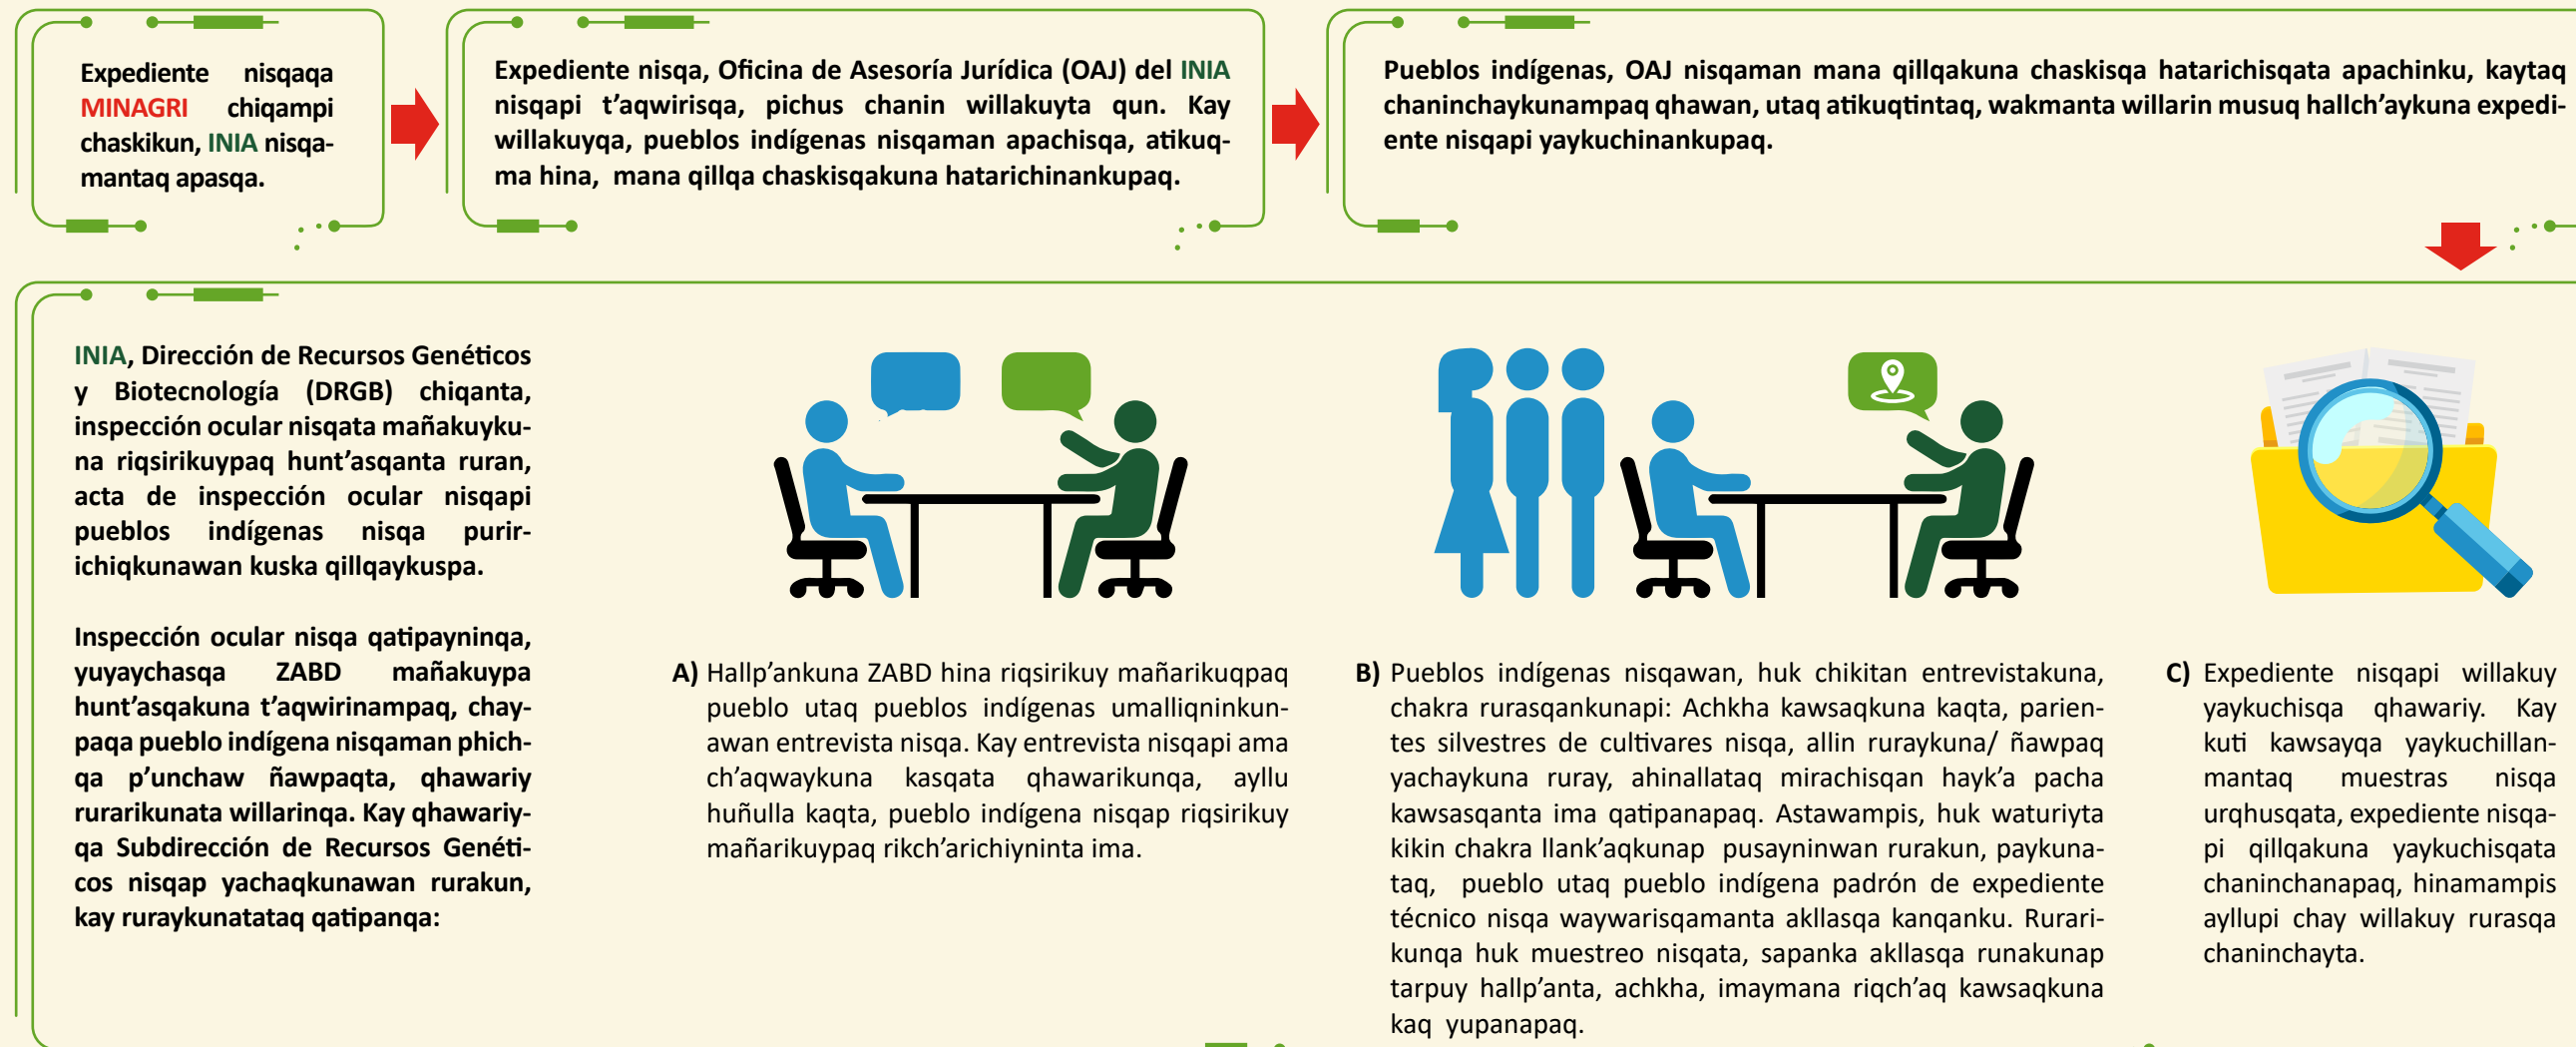 Expediente nisqaqa
MINAGRI chiqampi
chaskikun, INIA nisqa-
mantaq apasqa.
Expediente nisqa, Oficina de Asesoría Jurídica (OAJ) del INIA
nisqapi t'aqwirisqa, pichus chanin willakuyta qun. Kay
willakuyqa, pueblos indígenas nisqaman apachisqa, atikuq-
ma hina, mana qillqa chaskisqakuna hatarichinankupaq.
Pueblos indígenas, OAJ nisqaman mana qillqakuna chaskisqa hatarichisqata apachinku, kaytaq
chaninchaykunampaq qhawan, utaq atikuqtintaq, wakmanta willarin musuq hallch'aykuna expedi-
ente nisqapi yaykuchinankupaq.
INIA, Dirección de Recursos Genéticos
y Biotecnología (DRGB) chiqanta,
inspección ocular nisqata mañakuyku-
na riqsirikuypaq hunt'asqanta ruran,
acta de inspección ocular nisqapi
pueblos indígenas nisqa purir-
ichiqkunawan kuska qillqaykuspa.
Inspección ocular nisqa qatipayninqa,
yuyaychasqa ZABD mañakuypa
hunt'asqakuna t'aqwirinampaq, chay-
paqa pueblo indígena nisqaman phich-
qa p'unchaw ñawpaqta, qhawariy
rurarikunata willarinqa. Kay qhawariy-
qa Subdirección de Recursos Genéti-
cos nisqap yachaqkunawan rurakun,
kay ruraykunatataq qatipanqa:
A) Hallp'ankuna ZABD hina riqsirikuy mañarikuqpaq
pueblo utaq pueblos indígenas umalliqninkun-
awan entrevista nisqa. Kay entrevista nisqapi ama
ch'aqwaykuna kasqata qhawarikunqa, ayllu
huñulla kaqta, pueblo indígena nisqap riqsirikuy
mañarikuypaq rikch'arichiyninta ima.
B) Pueblos indígenas nisqawan, huk chikitan entrevistakuna,
chakra rurasqankunapi: Achkha kawsaqkuna kaqta, parien-
tes silvestres de cultivares nisqa, allin ruraykuna/ ñawpaq
yachaykuna ruray, ahinallataq mirachisqan hayk'a pacha
kawsasqanta ima qatipanapaq. Astawampis, huk waturiyta
kikin chakra llank'aqkunap pusayninwan rurakun, paykuna-
taq, pueblo utaq pueblo indígena padrón de expediente
técnico nisqa waywarisqamanta akllasqa kanqanku. Rurari-
kunqa huk muestreo nisqata, sapanka akllasqa runakunap
tarpuy hallp'anta, achkha, imaymana riqch'aq kawsaqkuna
kaq yupanapaq.
C) Expediente nisqapi willakuy
yaykuchisqa qhawariy. Kay
kuti kawsayqa yaykuchillan-
mantaq muestras nisqa
urqhusqata, expediente nisqa-
pi qillqakuna yaykuchisqata
chaninchanapaq, hinamampis
ayllupi chay willakuy rurasqa
chaninchayta.